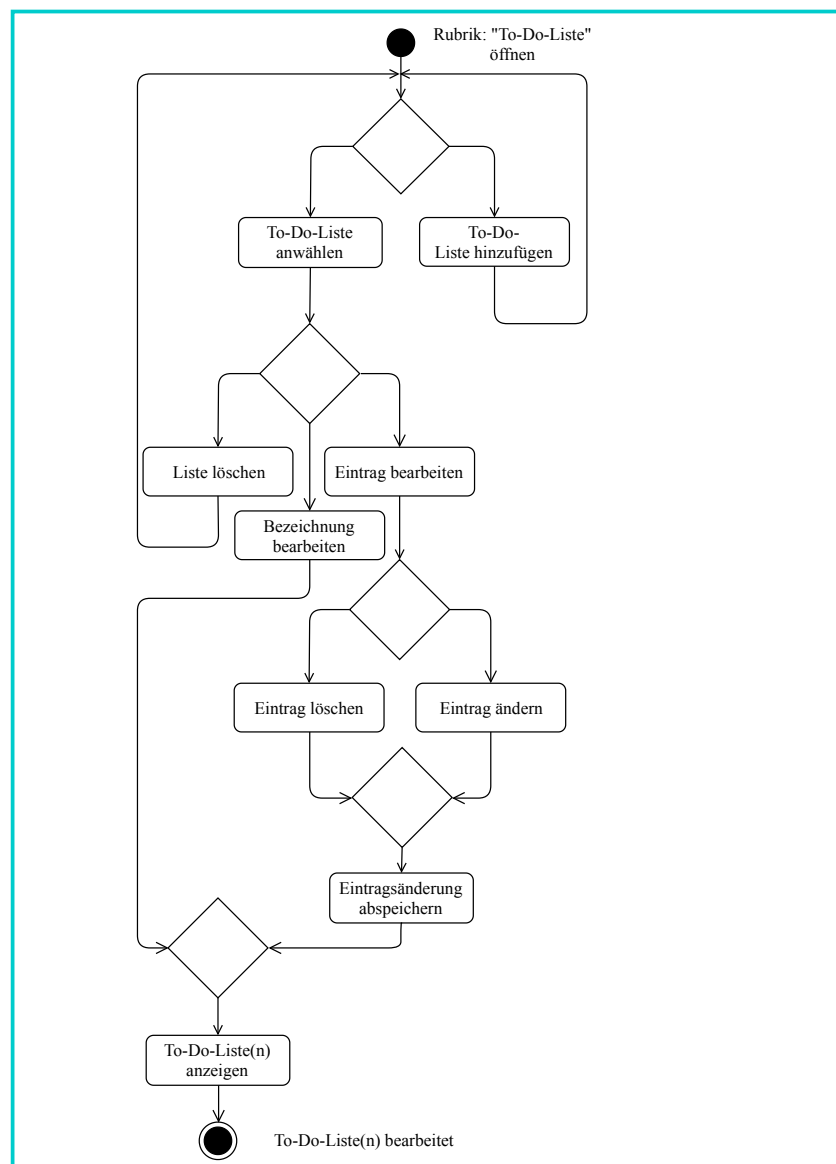 Rubrik: "To-Do-Liste"
öffnen
To-Do-Liste
anwählen
To-Do-
Liste hinzufügen
Liste löschen
Eintrag bearbeiten
Bezeichnung
bearbeiten
Eintrag löschen
Eintrag ändern
Eintragsänderung
abspeichern
To-Do-Liste(n)
anzeigen
To-Do-Liste(n) bearbeitet